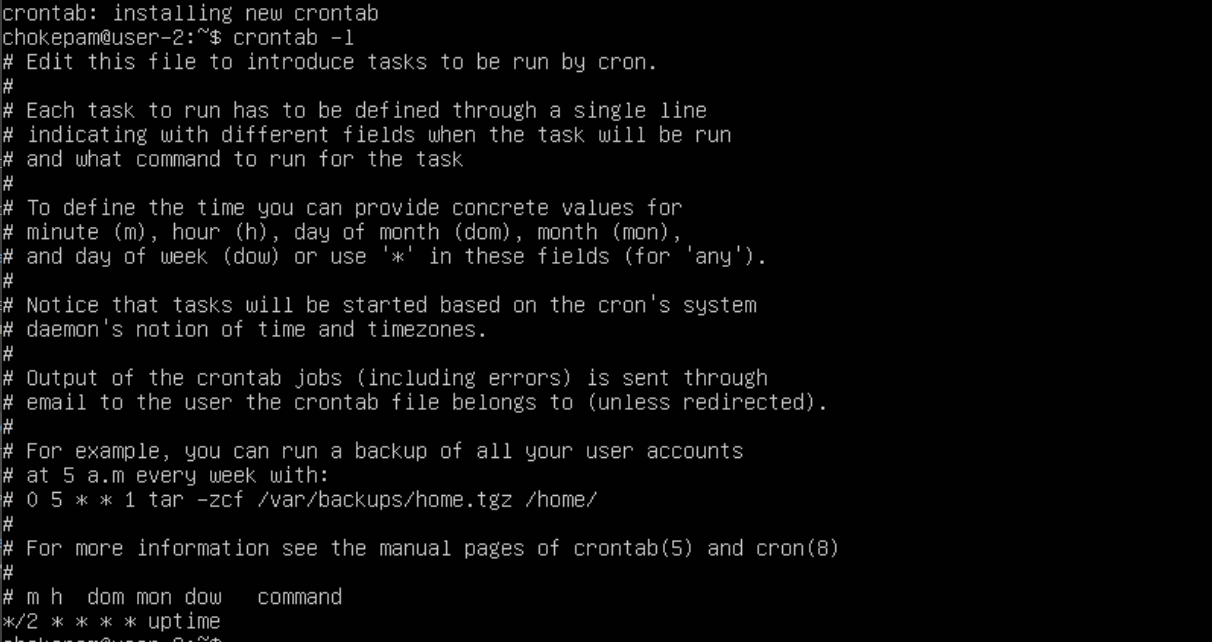 crontab: installing new crontab
chokepam@user-2:~$ crontab -l
# Edit this file to introduce tasks to be run by cron.
#
# Each task to run has to be defined through a single line
# indicating with different fields when the task will be run
# and what command to run for the task
#
# To define the time you can provide concrete values for
# minute (m), hour (h), day of month (dom), month (mon),
# and day of week (dow) or use '*' in these fields (for 'any').
#
# Notice that tasks will be started based on the cron's system
# daemon's notion of time and timezones.
#
# Output of the crontab jobs (including errors) is sent through
# email to the user the crontab file belongs to (unless redirected).
#
# For example, you can run a backup of all your user accounts
# at 5 a.m every week with:
# 0 5 * * 1 tar -zcf /var/backups/home.tgz /home/
#
# For more information see the manual pages of crontab(5) and cron(8)
#
# m h  dom mon dow   command
*/2 * * * * uptime
chokepam@user-2:~$